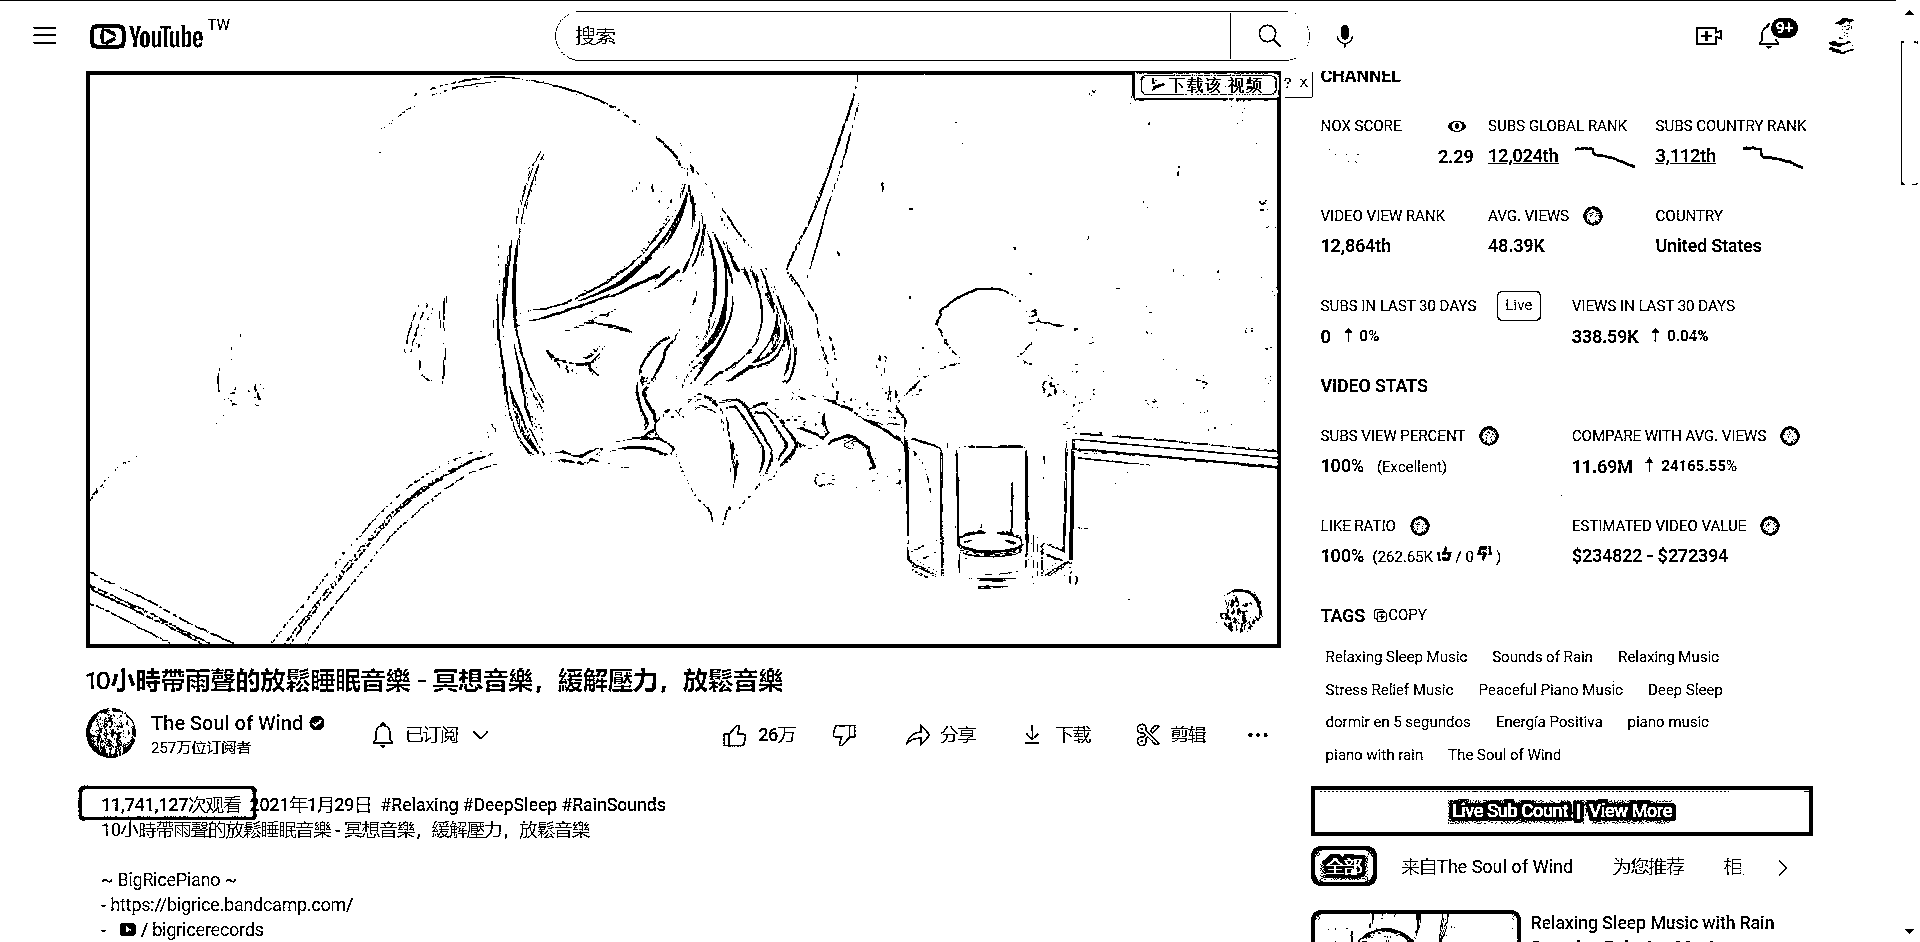 YouTube TW
搜索
9+
下载该 视频 ? x
10小時帶雨聲的放鬆睡眠音樂 - 冥想音樂，緩解壓力，放鬆音樂
The Soul of Wind
257万位订阅者
已订阅
26万
分享
下载
剪辑
11,741,127次观看 2021年1月29日 #Relaxing #DeepSleep #RainSounds
10小時帶雨聲的放鬆睡眠音樂 - 冥想音樂，緩解壓力，放鬆音樂
~ BigRicePiano ~
- https://bigrice.bandcamp.com/
- / bigricerecords
CHANNEL
NOX SCORE SUBS GLOBAL RANK SUBS COUNTRY RANK
2.29 12,024th 3,112th
VIDEO VIEW RANK AVG. VIEWS COUNTRY
12,864th 48.39K United States
SUBS IN LAST 30 DAYS Live VIEWS IN LAST 30 DAYS
0 ↑ 0% 338.59K ↑ 0.04%
VIDEO STATS
SUBS VIEW PERCENT COMPARE WITH AVG. VIEWS
100% (Excellent) 11.69M ↑ 24165.55%
LIKE RATIO ESTIMATED VIDEO VALUE
100% (262.65K / 0) $234822 - $272394
TAGS COPY
Relaxing Sleep Music Sounds of Rain Relaxing Music
Stress Relief Music Peaceful Piano Music Deep Sleep
dormir en 5 segundos Energía Positiva piano music
piano with rain The Soul of Wind
Live Sub Count || View More
全部 来自The Soul of Wind 为您推荐
Relaxing Sleep Music with Rain